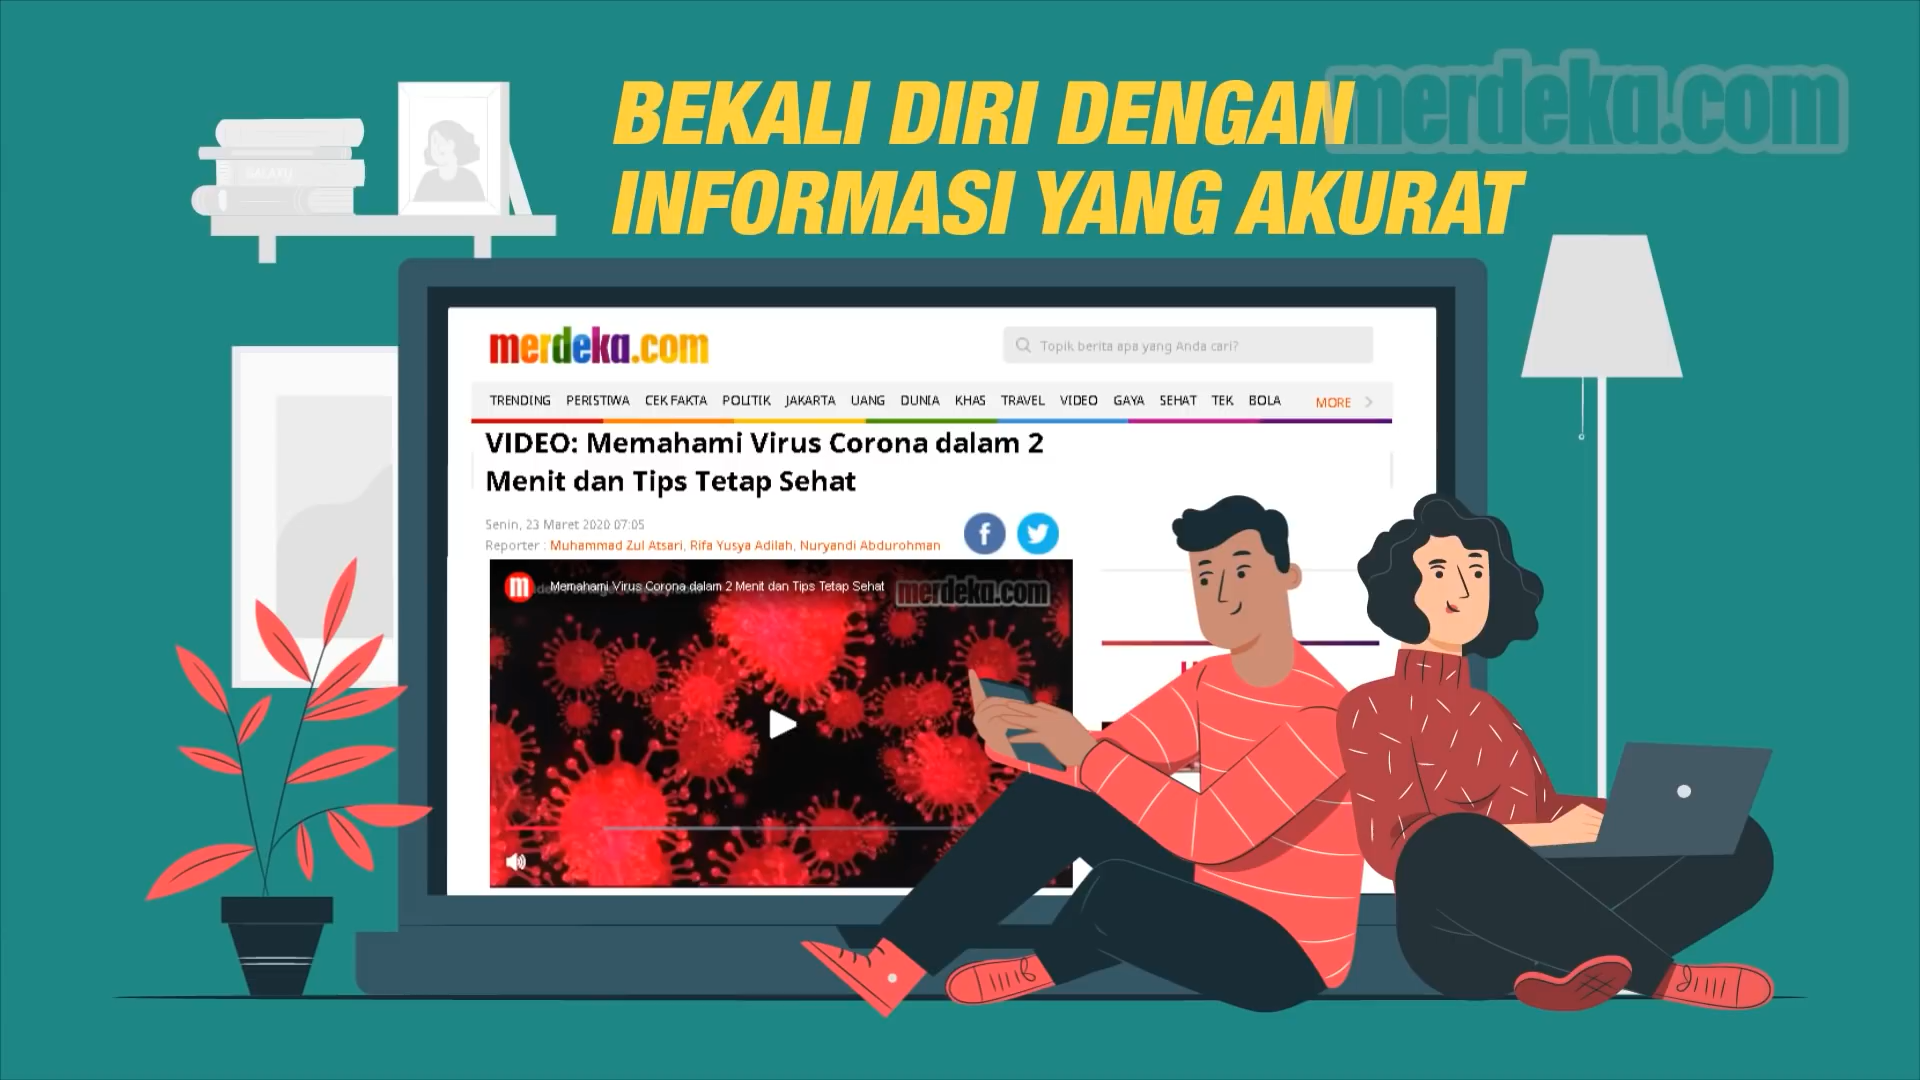 BEKALI DIRI DENGAN
INFORMASI YANG AKURAT
merdeka.com
merdeka.com
Topik berita apa yang Anda cari?
TRENDING PERISTIWA CEK FAKTA POLITIK JAKARTA UANG DUNIA KHAS TRAVEL VIDEO GAYA SEHAT TEK BOLA MORE
VIDEO: Memahami Virus Corona dalam 2
Menit dan Tips Tetap Sehat
Senin, 23 Maret 2020 07:05
Reporter : Muhammad Zul Atsari, Rifa Yusya Adilah, Nuryandi Abdurohman
f
m
Memahami Virus Corona dalam 2 Menit dan Tips Tetap Sehat
merdeka.com